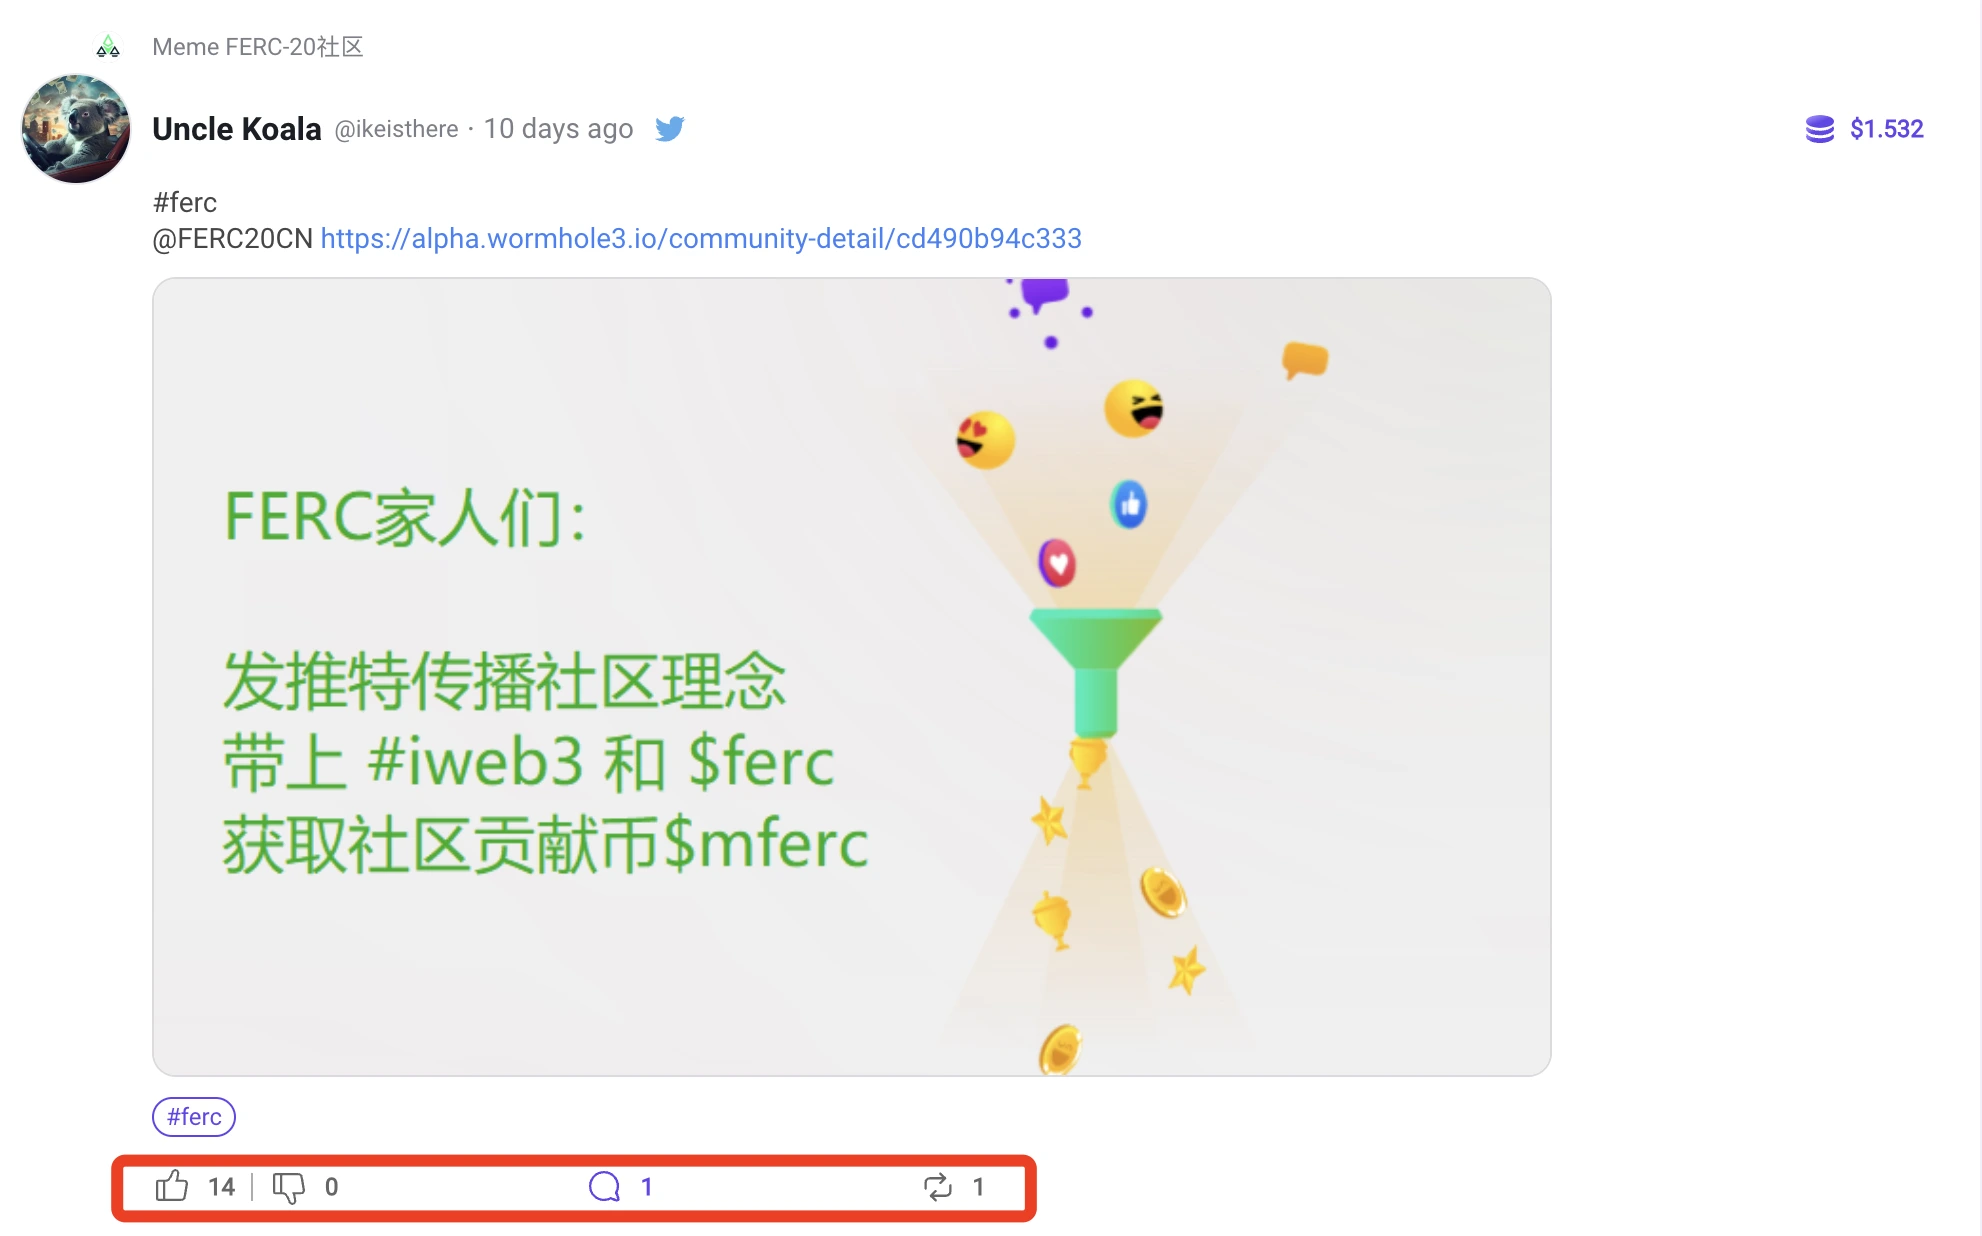 Meme FERC-20社区
Uncle Koala @ikeisthere · 10 days ago
$1.532
#ferc
@FERC20CN https://alpha.wormhole3.io/community-detail/cd490b94c333
FERC家人们：
发推特传播社区理念
带上 #iweb3 和 $ferc
获取社区贡献币$mferc
#ferc
14 0 1 1